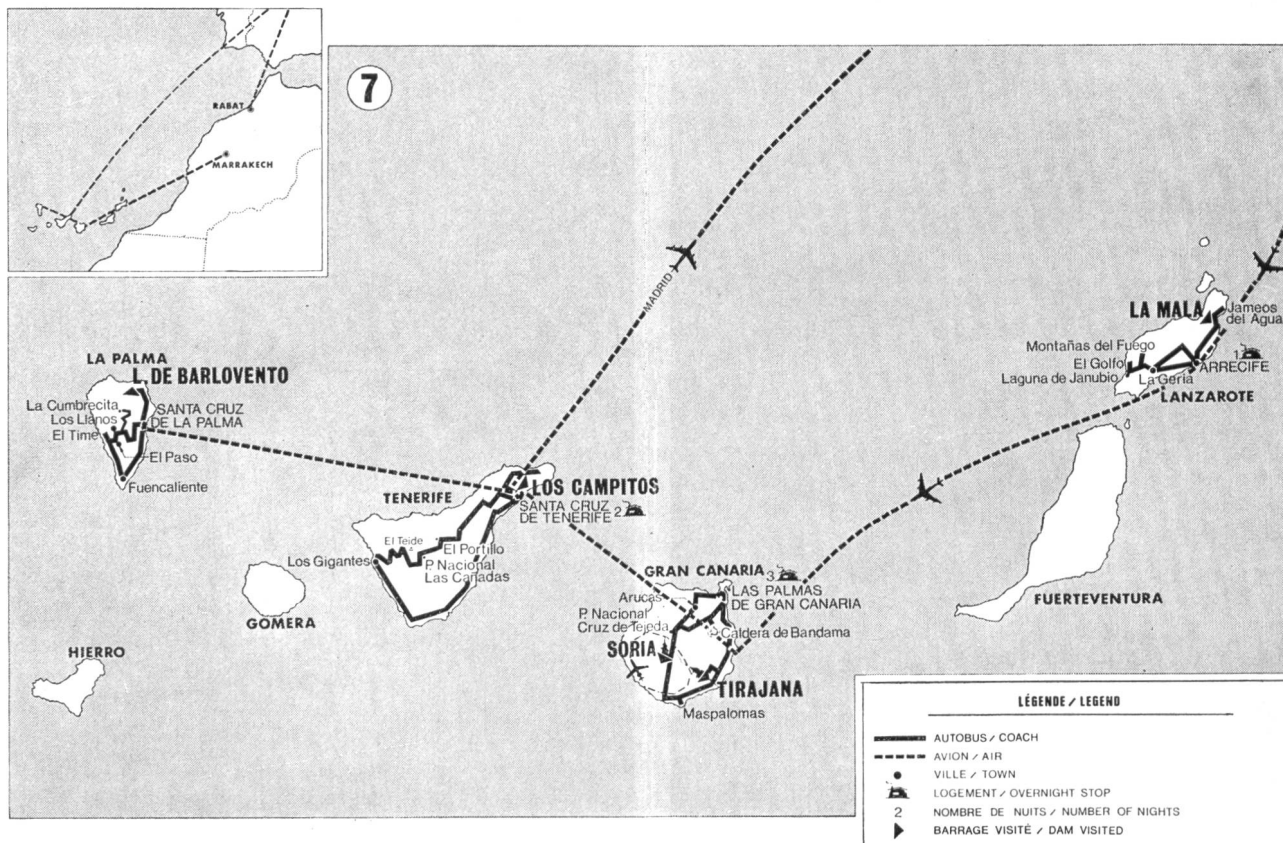 RABAT
MARRAKECH
7
MADRID
LA MALA
Jameos
del Agua
Montañas del Fuego
El Golfo
Laguna de Janubio
La Geria
1
ARRECIFE
LANZAROTE
LA PALMA
L. DE BARLOVENTO
La Cumbrecita
Los Llanos
El Time
SANTA CRUZ
DE LA PALMA
El Paso
Fuencaliente
TENERIFE
LOS CAMPITOS
SANTA CRUZ
DE TENERIFE 2
El Teide
El Portillo
P. Nacional
Las Cañadas
Los Gigantes
GOMERA
HIERRO
GRAN CANARIA 3
Arucas
LAS PALMAS
DE GRAN CANARIA
P. Nacional
Cruz de Tejeda
Caldera de Bandama
SORIA
TIRAJANA
Maspalomas
FUERTEVENTURA
LÉGENDE / LEGEND
AUTOBUS / COACH
AVION / AIR
VILLE / TOWN
LOGEMENT / OVERNIGHT STOP
2 NOMBRE DE NUITS / NUMBER OF NIGHTS
BARRAGE VISITÉ / DAM VISITED